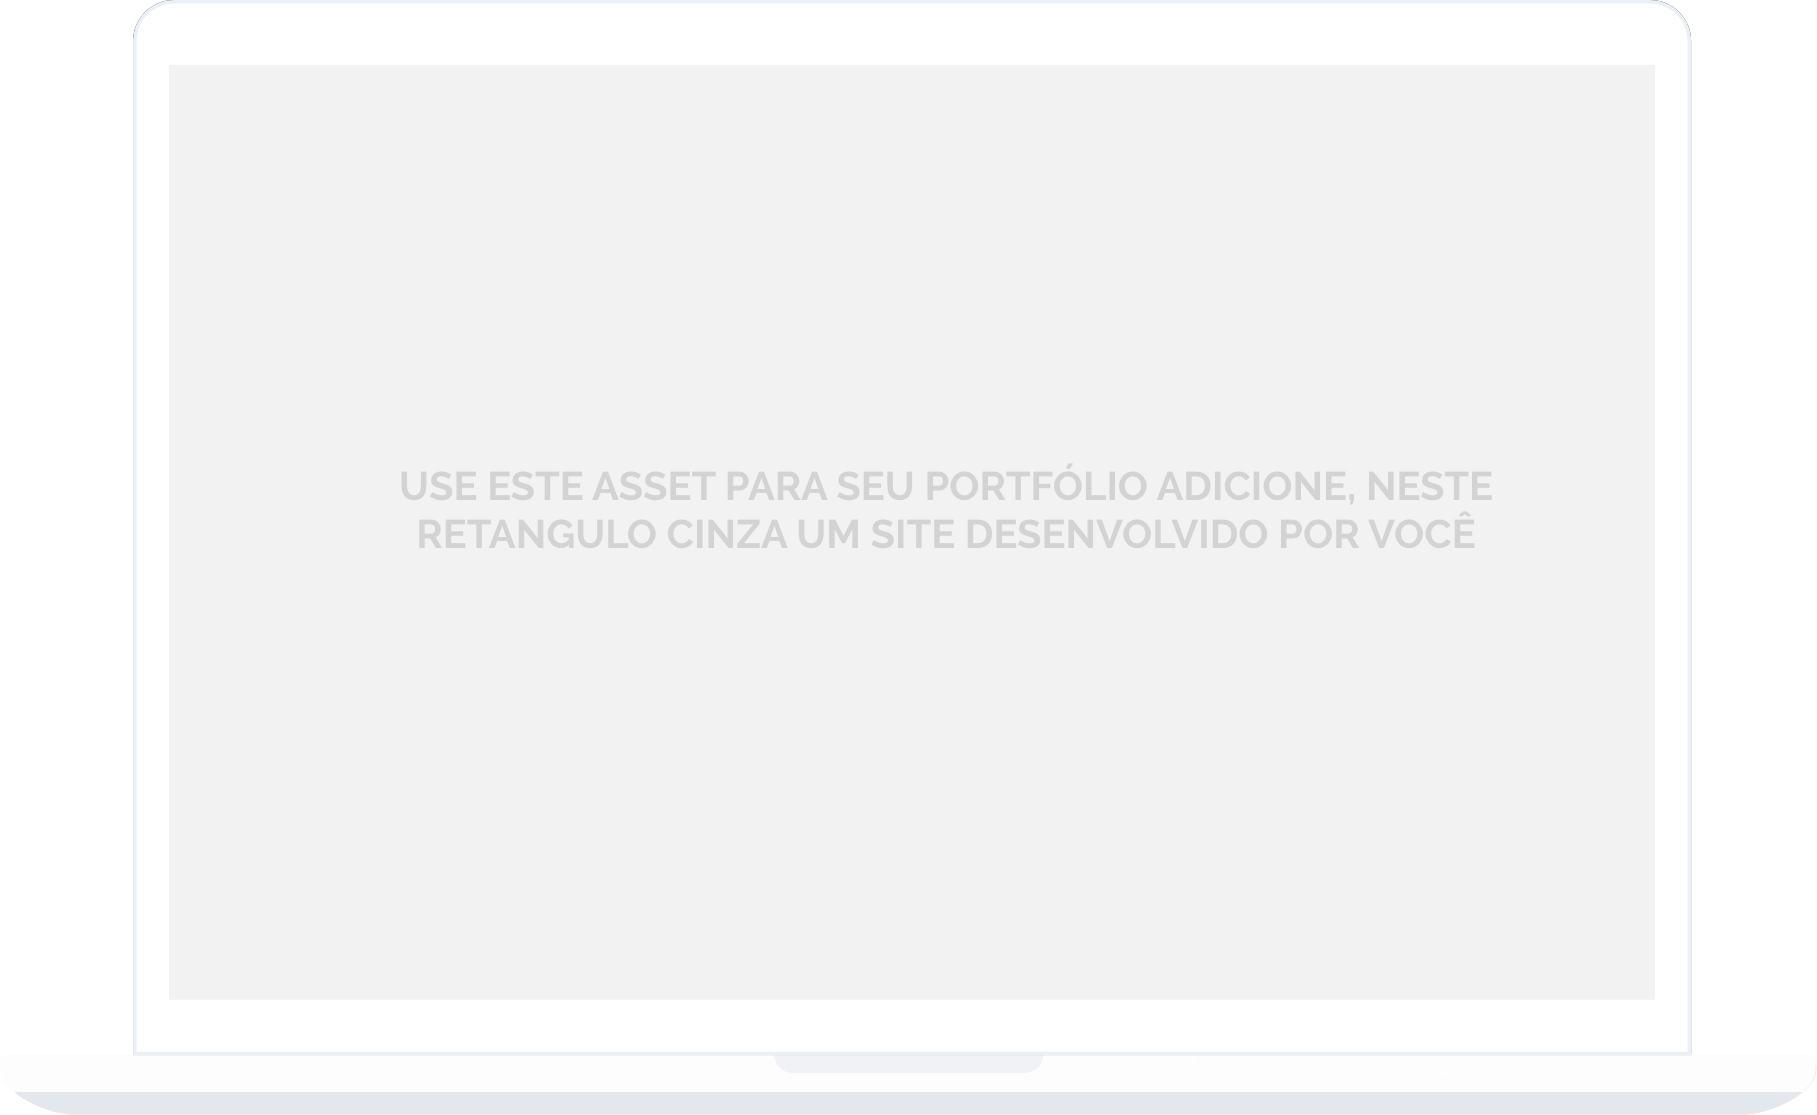 USE ESTE ASSET PARA SEU PORTFÓLIO ADICIONE, NESTE
RETANGULO CINZA UM SITE DESENVOLVIDO POR VOCÊ